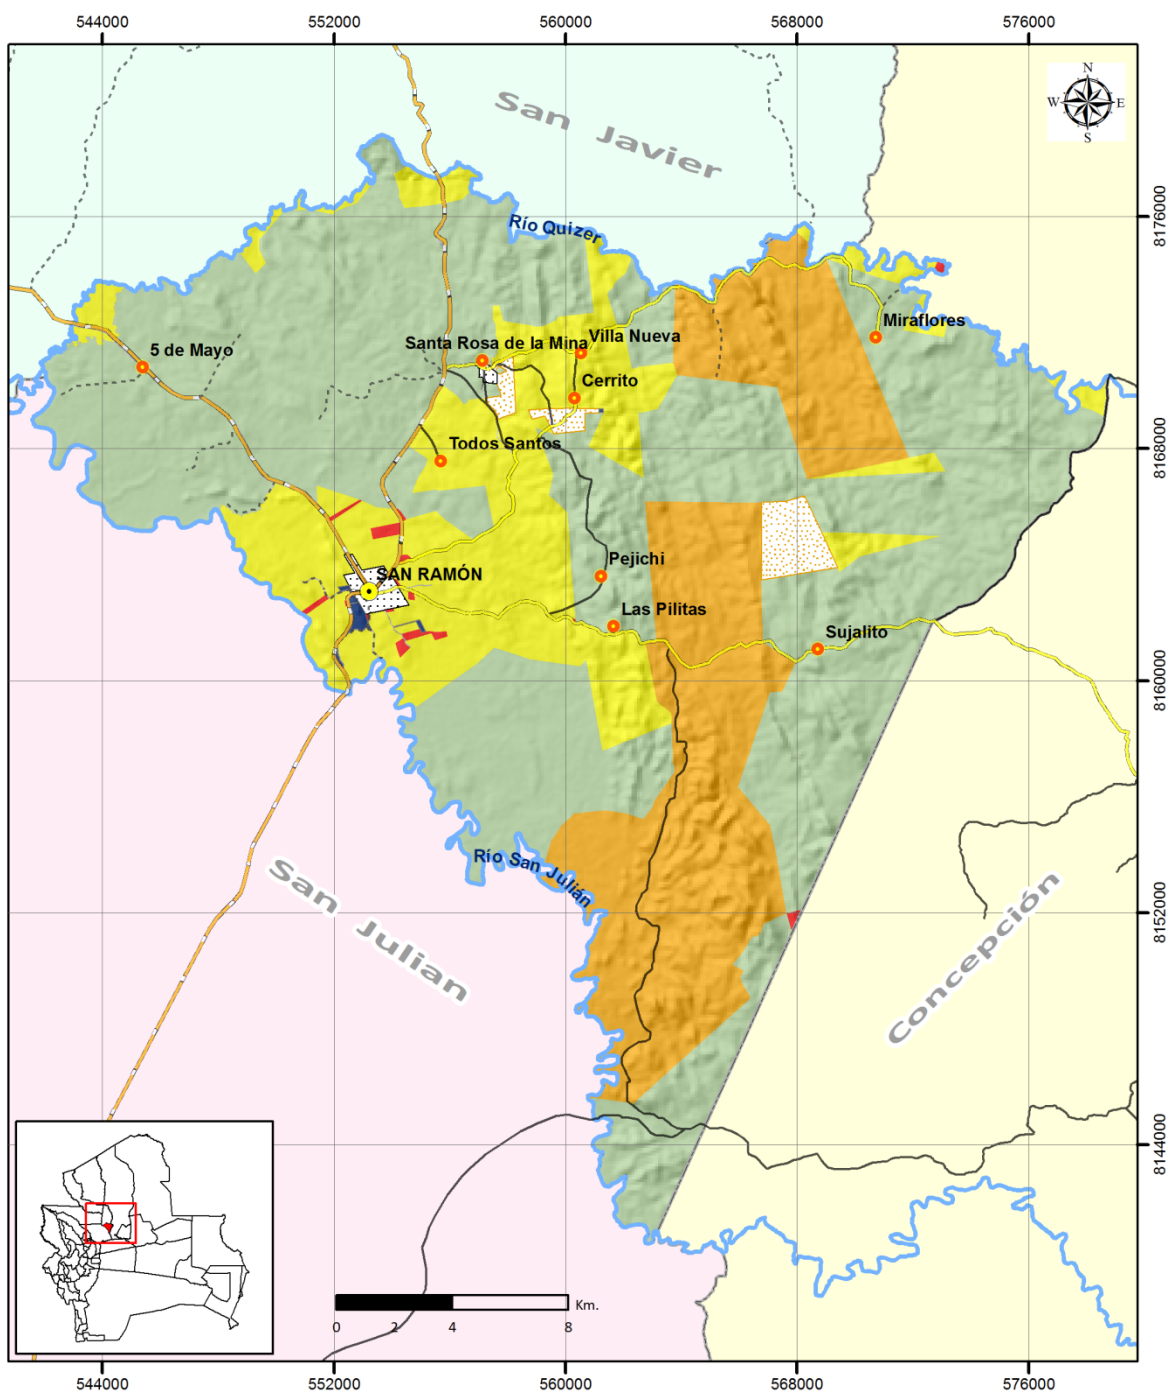 544000 552000 560000 568000 576000
N
W E
S
San Javier
8176000
Río Quizer
Miraflores
Villa Nueva
Santa Rosa de la Mina
5 de Mayo
Cerrito
8168000
Todos Santos
Pejichi
SAN RAMÓN
Las Pilitas
Sujalito
8160000
Río San Julián
San Julian
Concepción
8152000
8144000
Km.
0 2 4 8
544000 552000 560000 568000 576000